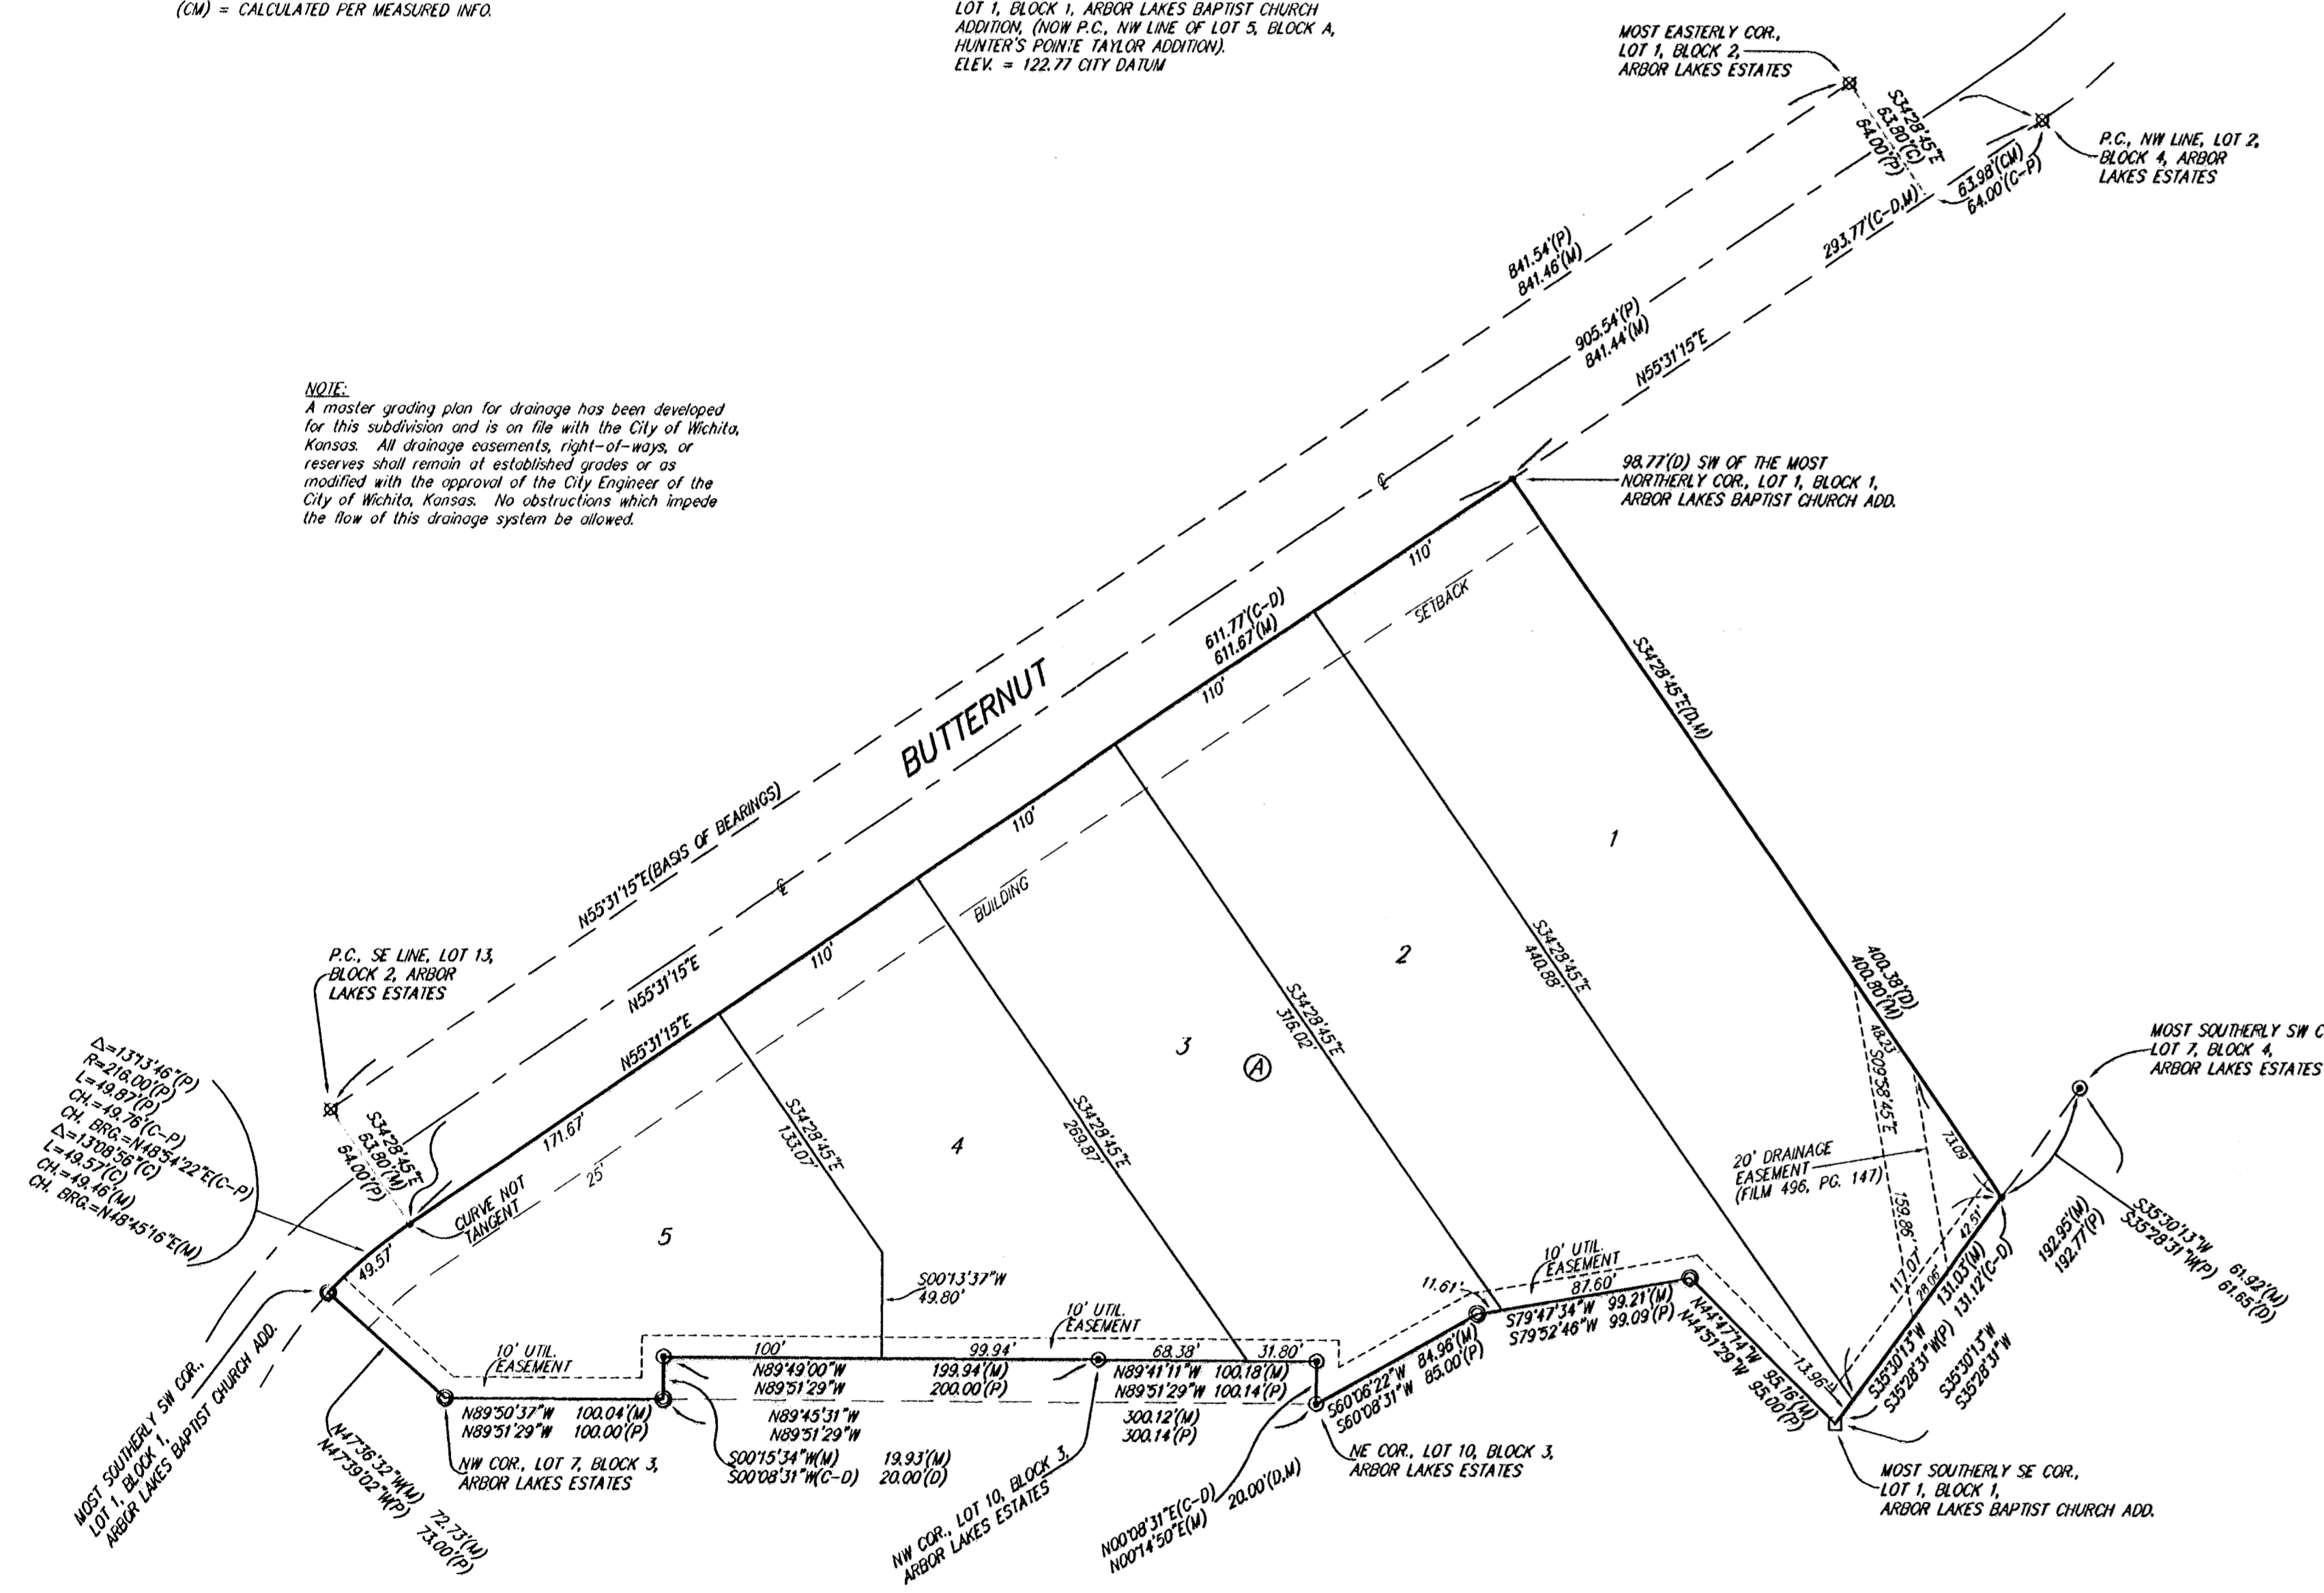 (CM) = CALCULATED PER MEASURED INFO.
LOT 1, BLOCK 1, ARBOR LAKES BAPTIST CHURCH
ADDITION, (NOW P.C., NW LINE OF LOT 5, BLOCK A,
HUNTER'S POINTE TAYLOR ADDITION).
ELEV. = 122.77 CITY DATUM
MOST EASTERLY COR.,
LOT 1, BLOCK 2,
ARBOR LAKES ESTATES
S34°28'45"E
63.80'(C)
64.00'(P)
P.C., NW LINE, LOT 2,
BLOCK 4, ARBOR
LAKES ESTATES
63.98'(CM)
64.00'(C-P)
293.77'(C-D,M)
841.54'(P)
841.46'(M)
905.54'(P)
841.44'(M)
N55°31'15"E
NOTE:
A master grading plan for drainage has been developed
for this subdivision and is on file with the City of Wichita,
Kansas. All drainage easements, right-of-ways, or
reserves shall remain at established grades or as
modified with the approval of the City Engineer of the
City of Wichita, Kansas. No obstructions which impede
the flow of this drainage system be allowed.
98.77'(D) SW OF THE MOST
NORTHERLY COR., LOT 1, BLOCK 1,
ARBOR LAKES BAPTIST CHURCH ADD.
℄
110'
SETBACK
611.77'(C-D)
611.67'(M)
110'
BUTTERNUT
S34°28'45"E(D,M)
N55°31'15"E(BASIS OF BEARINGS)
110'
℄
BUILDING
1
2
3
A
4
5
S34°28'45"E
440.88'
400.38'(D)
400.80'(M)
P.C., SE LINE, LOT 13,
BLOCK 2, ARBOR
LAKES ESTATES
N55°31'15"E
110'
N55°31'15"E
S34°28'45"E
316.02'
S34°28'45"E
269.87'
S34°28'45"E
133.07'
171.67'
25'
Δ=13°13'46"(P)
R=216.00'(P)
L=49.87'(P)
CH.=49.76'(C-P)
CH. BRG.=N48°54'22"E(C-P)
Δ=13°08'56"(C)
L=49.57'(C)
CH.=49.46'(M)
CH. BRG.=N48°45'16"E(M)
S34°28'45"E
63.80'(M)
64.00'(P)
CURVE NOT
TANGENT
49.57'
MOST SOUTHERLY SW C
LOT 7, BLOCK 4,
ARBOR LAKES ESTATES
48.23'
S09°58'45"E
73.09
20' DRAINAGE
EASEMENT
(FILM 496, PG. 147)
159.86'
42.51'
117.07'
28.06'
131.03'(M)
131.12'(C-D)
192.95'(M)
192.77'(P)
S35°30'13"W 61.92'(M)
S35°28'31"W(P) 61.65'(D)
S35°30'13"W
S35°28'31"W(P)
S35°30'13"W
S35°28'31"W
S00°13'37"W
49.80'
10' UTIL.
EASEMENT
10' UTIL.
EASEMENT
10' UTIL.
EASEMENT
11.61'
87.60'
S79°47'34"W 99.21'(M)
S79°52'46"W 99.09'(P)
N44°47'14"W 95.16'(M)
N44°51'29"W 95.00'(P)
13.96'
100' 99.94' 68.38' 31.80'
N89°49'00"W 199.94'(M)
N89°51'29"W 200.00'(P)
N89°41'11"W 100.18'(M)
N89°51'29"W 100.14'(P)
S60°06'22"W 84.96'(M)
S60°08'31"W 85.00'(P)
N89°50'37"W 100.04'(M)
N89°51'29"W 100.00'(P)
N89°45'31"W 300.12'(M)
N89°51'29"W 300.14'(P)
S00°15'34"W(M) 19.93'(M)
S00°08'31"W(C-D) 20.00'(D)
NW COR., LOT 7, BLOCK 3,
ARBOR LAKES ESTATES
MOST SOUTHERLY SW COR.,
LOT 1, BLOCK 1,
ARBOR LAKES BAPTIST CHURCH ADD.
N47°36'32"W(M) 72.73'(M)
N47°39'02"W(P) 73.00'(P)
NW COR., LOT 10, BLOCK 3,
ARBOR LAKES ESTATES
N00°08'31"E(C-D)
N00°14'50"E(M) 20.00'(D,M)
NE COR., LOT 10, BLOCK 3,
ARBOR LAKES ESTATES
MOST SOUTHERLY SE COR.,
LOT 1, BLOCK 1,
ARBOR LAKES BAPTIST CHURCH ADD.